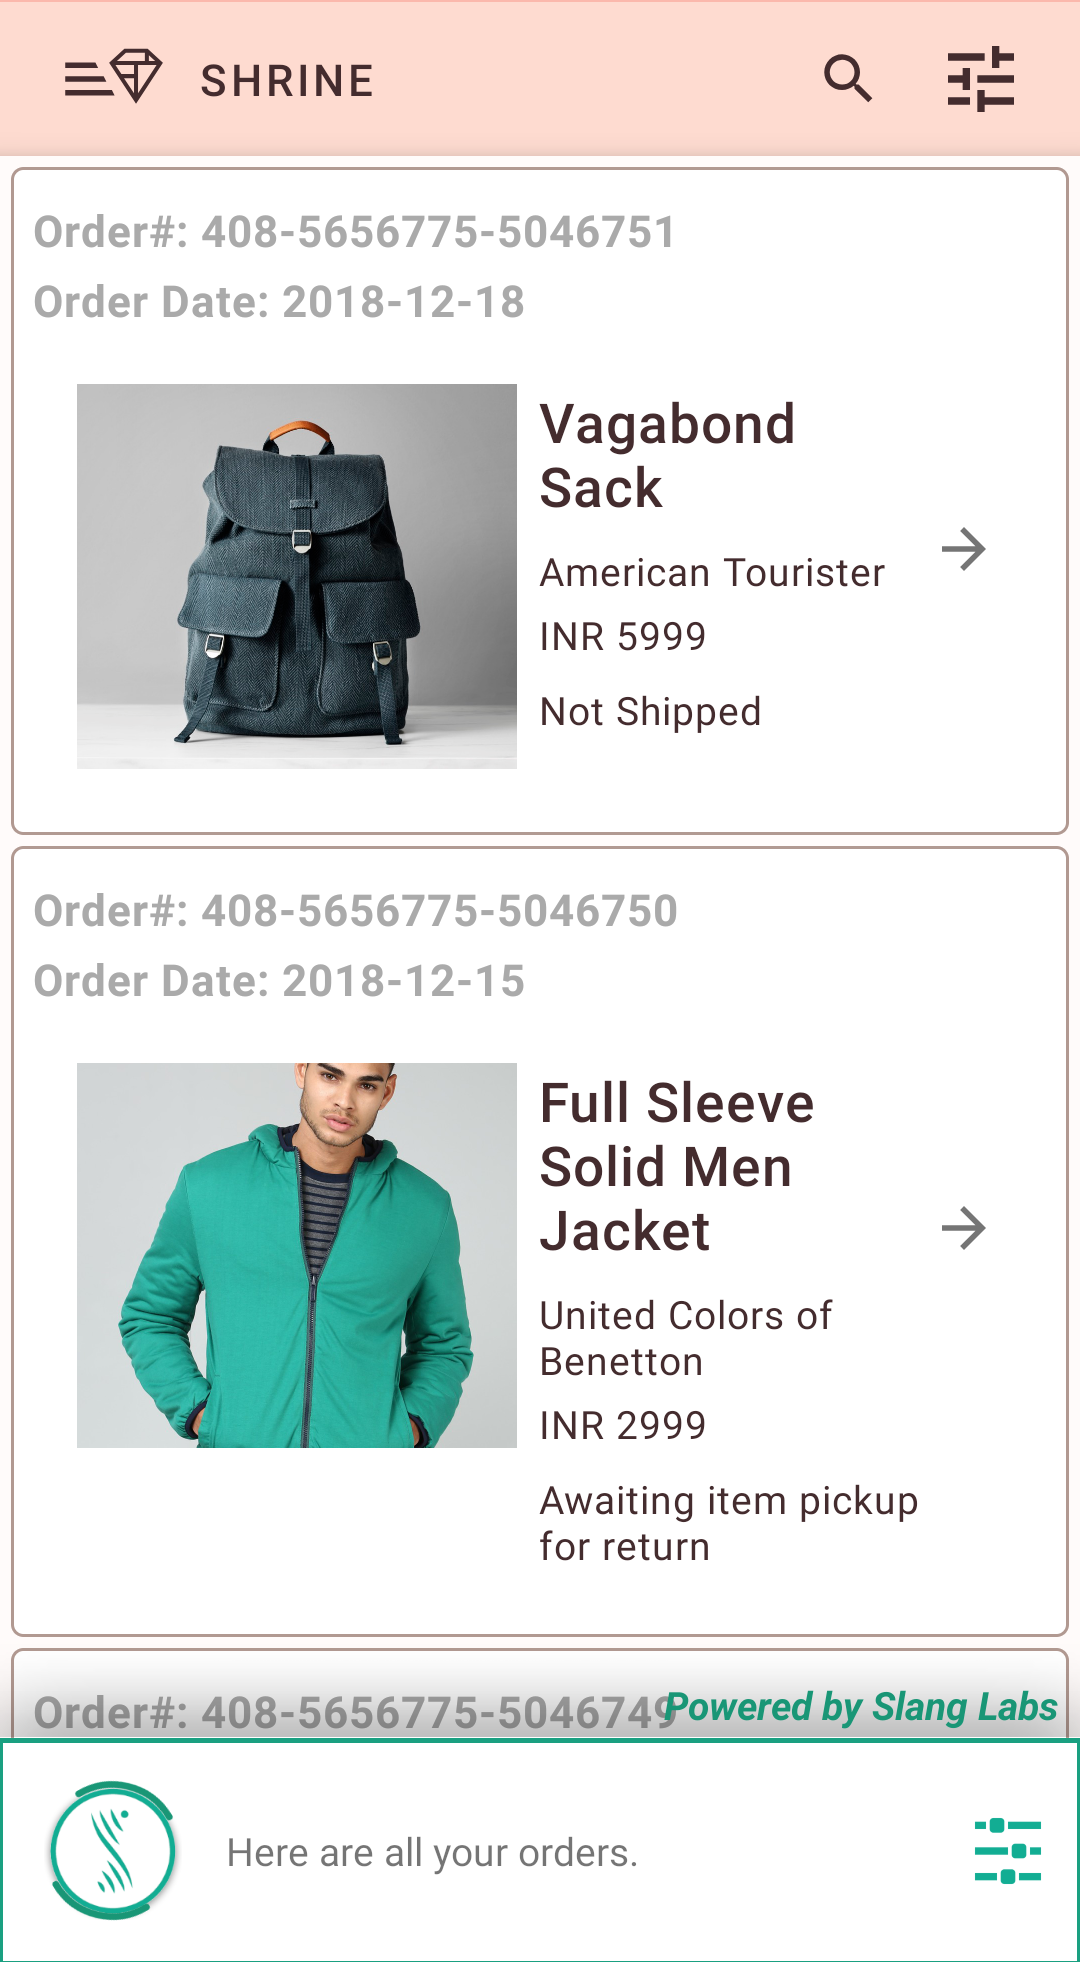 SHRINE
Order#: 408-5656775-5046751
Order Date: 2018-12-18
Vagabond
Sack
American Tourister
INR 5999
Not Shipped
Order#: 408-5656775-5046750
Order Date: 2018-12-15
Full Sleeve
Solid Men
Jacket
United Colors of
Benetton
INR 2999
Awaiting item pickup
for return
Order#: 408-5656775-5046749
Powered by Slang Labs
Here are all your orders.